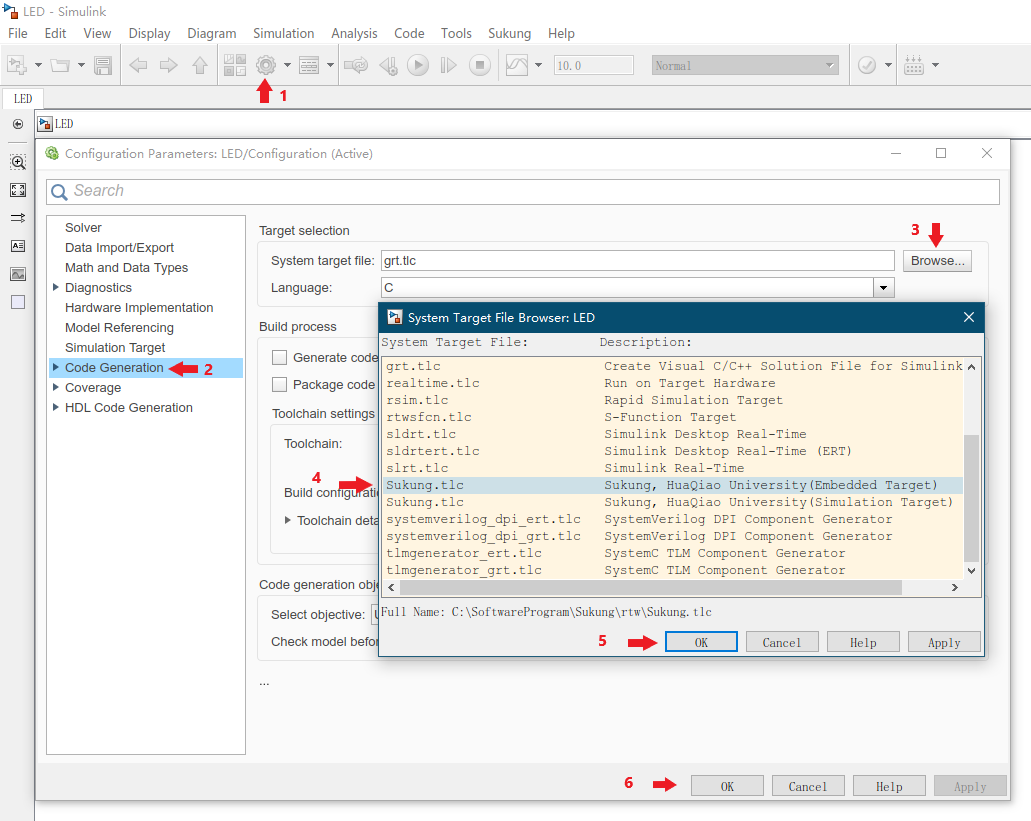 LED - Simulink
File Edit View Display Diagram Simulation Analysis Code Tools Sukung Help
10.0 Normal
1
LED
LED
Configuration Parameters: LED/Configuration (Active)
Search
Solver
Data Import/Export
Math and Data Types
Diagnostics
Hardware Implementation
Model Referencing
Simulation Target
Code Generation 2
Coverage
HDL Code Generation
Target selection
3
System target file: grt.tlc Browse...
Language: C
Build process
Generate code
Package code
Toolchain settings
Toolchain:
4
Build
Toolchain
Code generation
Select objective:
Check model
...
System Target File Browser: LED
System Target File: Description:
grt.tlc Create Visual C/C++ Solution File for Simulink
realtime.tlc Run on Target Hardware
rsim.tlc Rapid Simulation Target
rtwsfcn.tlc S-Function Target
sldrt.tlc Simulink Desktop Real-Time
sldrtert.tlc Simulink Desktop Real-Time (ERT)
slrt.tlc Simulink Real-Time
Sukung.tlc Sukung, HuaQiao University(Embedded Target)
Sukung.tlc Sukung, HuaQiao University(Simulation Target)
systemverilog_dpi_ert.tlc SystemVerilog DPI Component Generator
systemverilog_dpi_grt.tlc SystemVerilog DPI Component Generator
tlmgenerator_ert.tlc SystemC TLM Component Generator
tlmgenerator_grt.tlc SystemC TLM Component Generator
Full Name: C:\SoftwareProgram\Sukung\rtw\Sukung.tlc
5 OK Cancel Help Apply
6 OK Cancel Help Apply